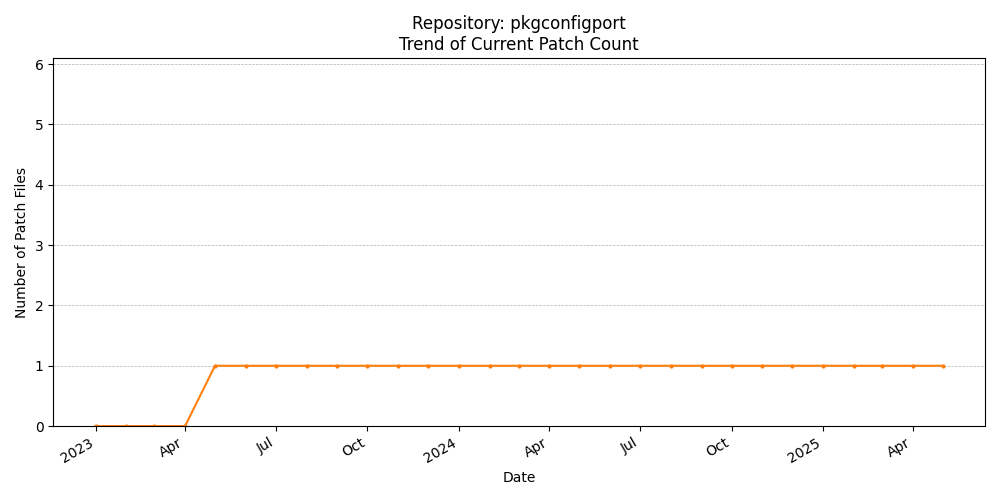 Repository: pkgconfigport
Trend of Current Patch Count
6
5
4
3
2
1
0
Number of Patch Files
2023
Apr
Jul
Oct
2024
Apr
Jul
Oct
2025
Apr
Date